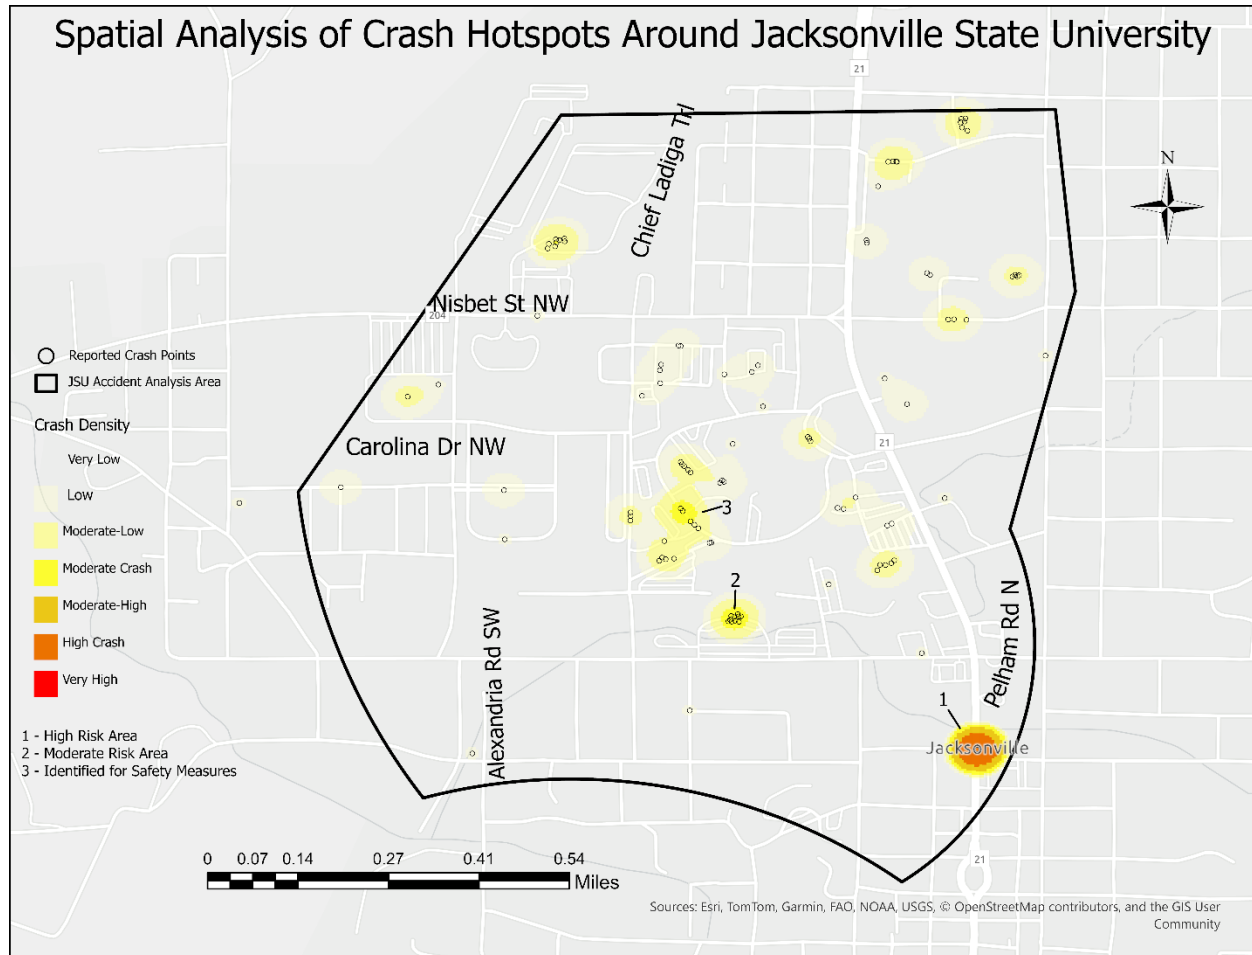 Spatial Analysis of Crash Hotspots Around Jacksonville State University
21
Chief Ladiga Trl
N
Nisbet St NW
204
Reported Crash Points
JSU Accident Analysis Area
Crash Density
Very Low
Low
Moderate-Low
Moderate Crash
Moderate-High
High Crash
Very High
1 - High Risk Area
2 - Moderate Risk Area
3 - Identified for Safety Measures
Carolina Dr NW
21
3
2
Alexandria Rd SW
Pelham Rd N
1
Jacksonville
0 0.07 0.14 0.27 0.41 0.54
Miles
21
Sources: Esri, TomTom, Garmin, FAO, NOAA, USGS, © OpenStreetMap contributors, and the GIS User
Community